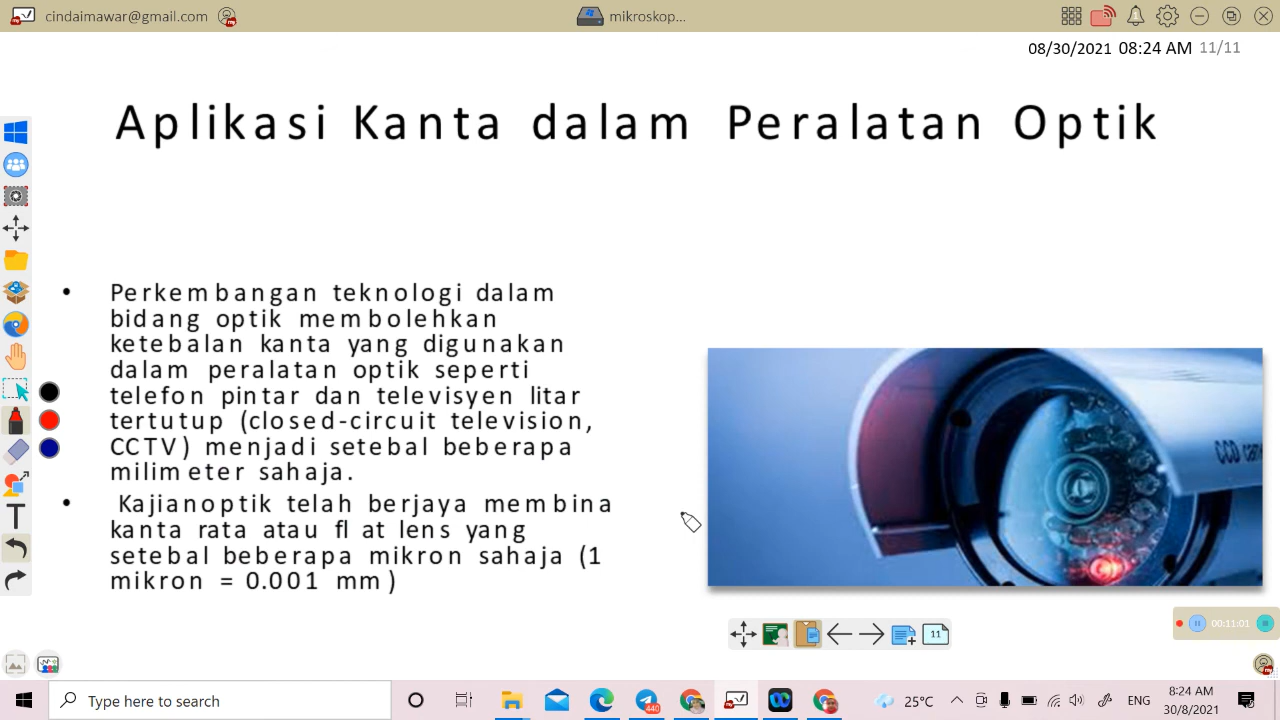 cindaimawar@gmail.com
mikroskop...
08/30/2021 08:24 AM 11/11
Aplikasi Kanta dalam Peralatan Optik
• Perkembangan teknologi dalam
bidang optik membolehkan
ketebalan kanta yang digunakan
dalam peralatan optik seperti
telefon pintar dan televisyen litar
tertutup (closed-circuit television,
CCTV) menjadi setebal beberapa
milimeter sahaja.
• Kajianoptik telah berjaya membina
kanta rata atau fl at lens yang
setebal beberapa mikron sahaja (1
mikron = 0.001 mm)
CCD
T
11
00:11:01
Type here to search
440
25°C
ENG
8:24 AM
30/8/2021